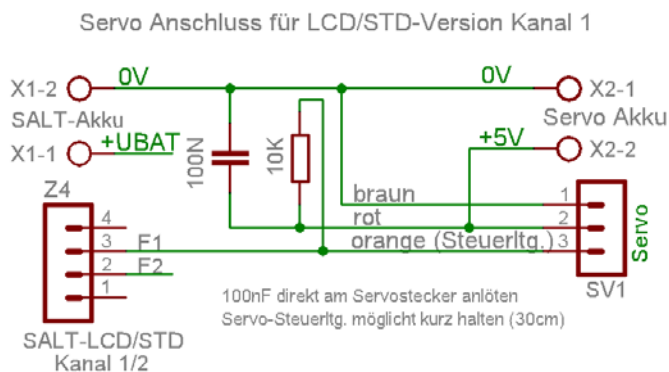 Servo Anschluss für LCD/STD-Version Kanal 1
X1-2 0V 0V X2-1
SALT-Akku Servo Akku
X1-1 +UBAT +5V X2-2
100N 10K
Z4
braun 1
rot 2
orange (Steuerltg.) 3
Servo
SV1
4
3 F1
2 F2
1
100nF direkt am Servostecker anlöten
Servo-Steuerltg. möglicht kurz halten (30cm)
SALT-LCD/STD
Kanal 1/2